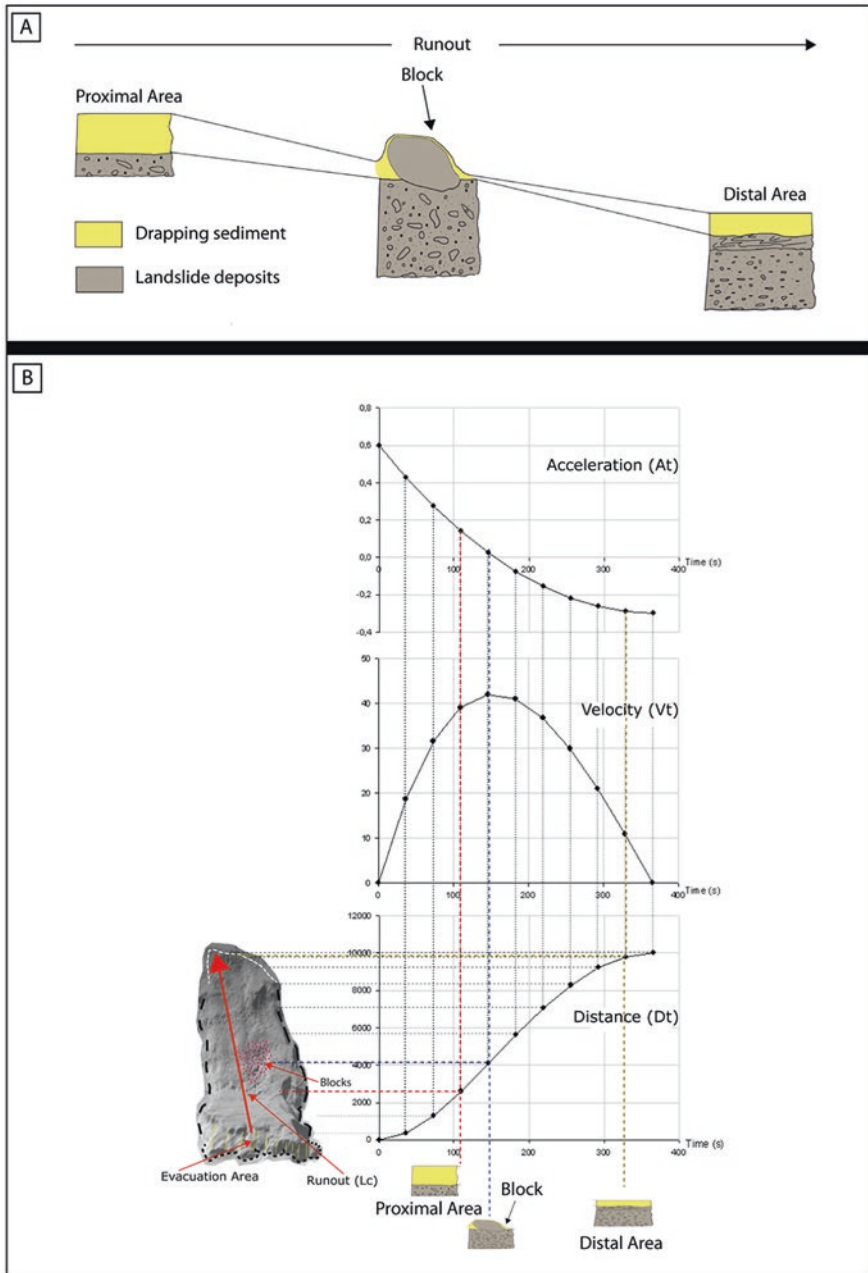 A
Runout
Block
Proximal Area
Distal Area
Drapping sediment
Landslide deposits
B
0,8
0,6
Acceleration (At)
0,4
0,2
0,0
Time (s)
0
100
200
300
400
-0,2
-0,4
50
40
Velocity (Vt)
30
20
10
0
Time (s)
0
100
200
300
400
12000
10000
8000
Distance (Dt)
6000
4000
Blocks
2000
0
Time (s)
0
100
200
300
400
Evacuation Area
Runout (Lc)
Proximal Area
Block
Distal Area